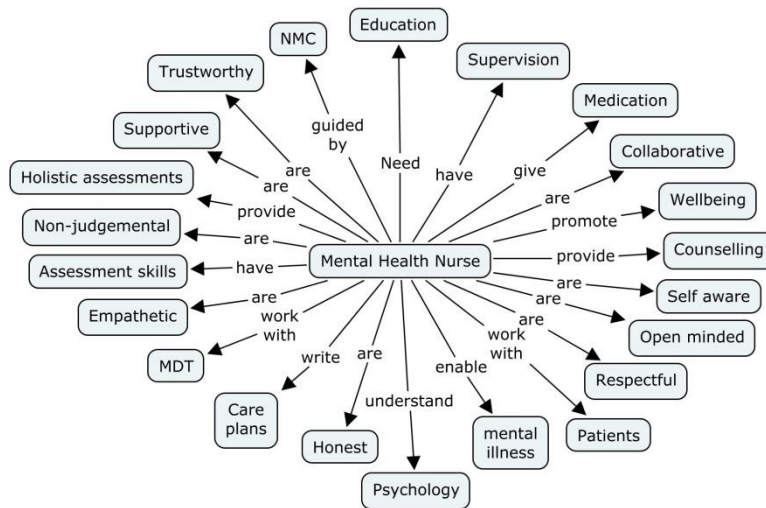 Education
NMC
Supervision
Trustworthy
Medication
guided
by
Supportive
Collaborative
Need
are
have
give
Holistic assessments
are
are
Wellbeing
provide
promote
Non-judgemental
are
Mental Health Nurse
provide
Counselling
Assessment skills
have
are
Self aware
Empathetic
are
are
work
with
Open minded
are
work
with
MDT
write
are
enable
Respectful
understand
Care
plans
Honest
mental
illness
Patients
Psychology